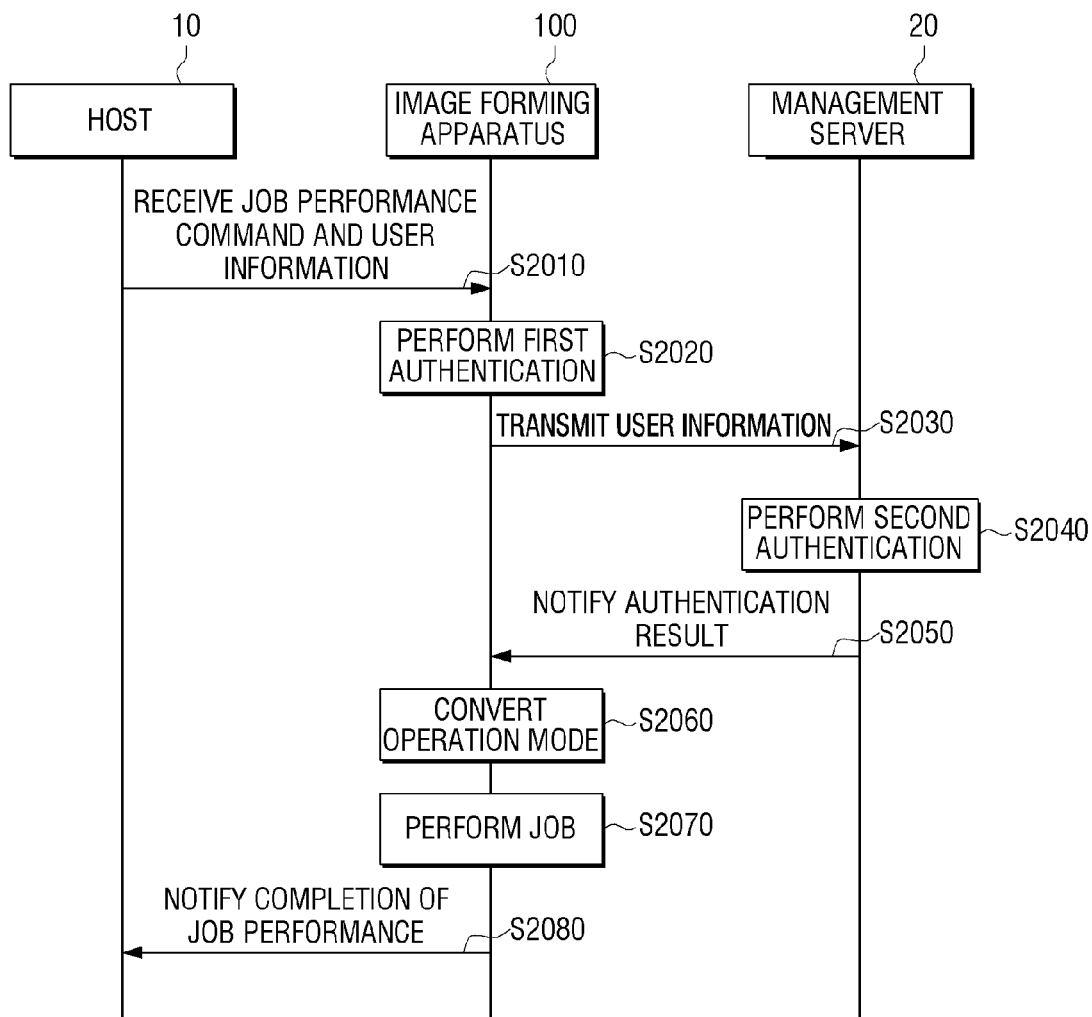 10
100
20
HOST
IMAGE FORMING
APPARATUS
MANAGEMENT
SERVER
RECEIVE JOB PERFORMANCE
COMMAND AND USER
INFORMATION
S2010
PERFORM FIRST
AUTHENTICATION
S2020
TRANSMIT USER INFORMATION
S2030
PERFORM SECOND
AUTHENTICATION
S2040
NOTIFY AUTHENTICATION
RESULT
S2050
CONVERT
OPERATION MODE
S2060
PERFORM JOB
S2070
NOTIFY COMPLETION OF
JOB PERFORMANCE
S2080